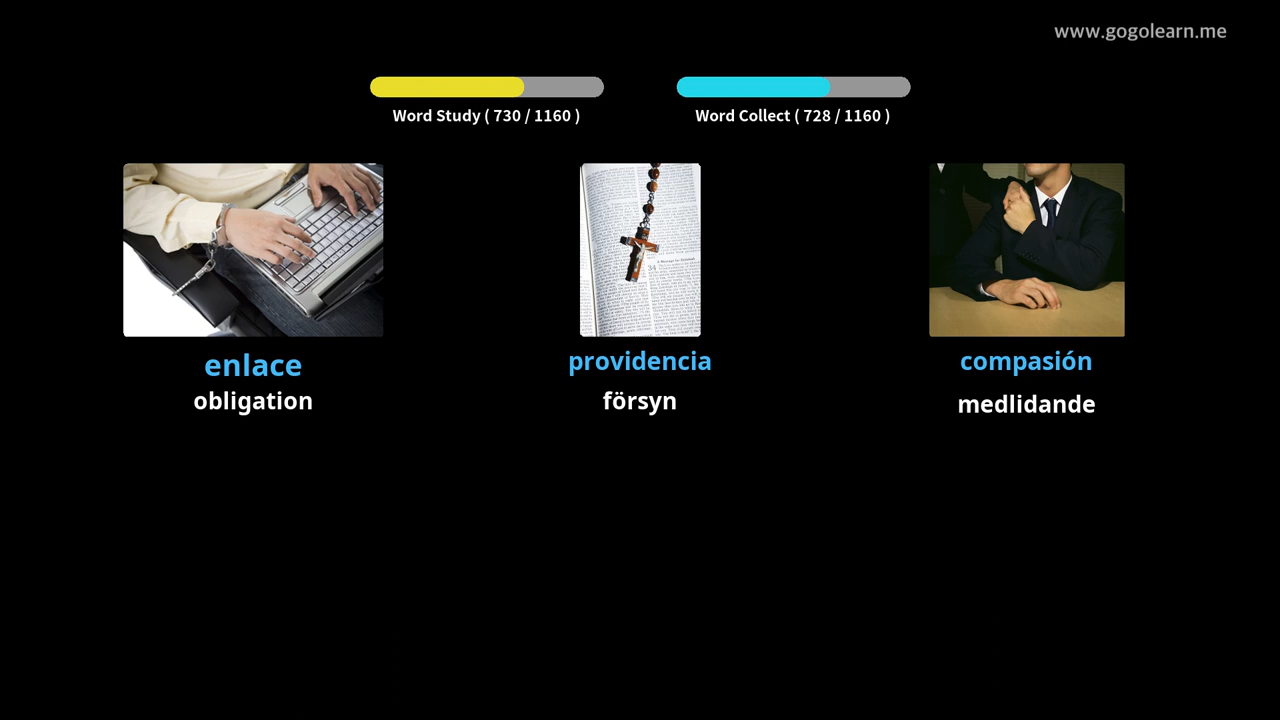 www.gogolearn.me
Word Study ( 730 / 1160 )
Word Collect ( 728 / 1160 )
enlace
providencia
compasión
obligation
försyn
medlidande